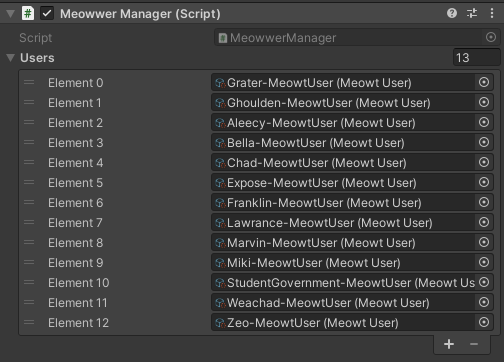 Meowwer Manager (Script)
Script MeowwerManager
Users 13
Element 0 Grater-MeowtUser (Meowt User)
Element 1 Ghoulden-MeowtUser (Meowt User)
Element 2 Aleecy-MeowtUser (Meowt User)
Element 3 Bella-MeowtUser (Meowt User)
Element 4 Chad-MeowtUser (Meowt User)
Element 5 Expose-MeowtUser (Meowt User)
Element 6 Franklin-MeowtUser (Meowt User)
Element 7 Lawrance-MeowtUser (Meowt User)
Element 8 Marvin-MeowtUser (Meowt User)
Element 9 Miki-MeowtUser (Meowt User)
Element 10 StudentGovernment-MeowtUser (Meowt Us
Element 11 Weachad-MeowtUser (Meowt User)
Element 12 Zeo-MeowtUser (Meowt User)